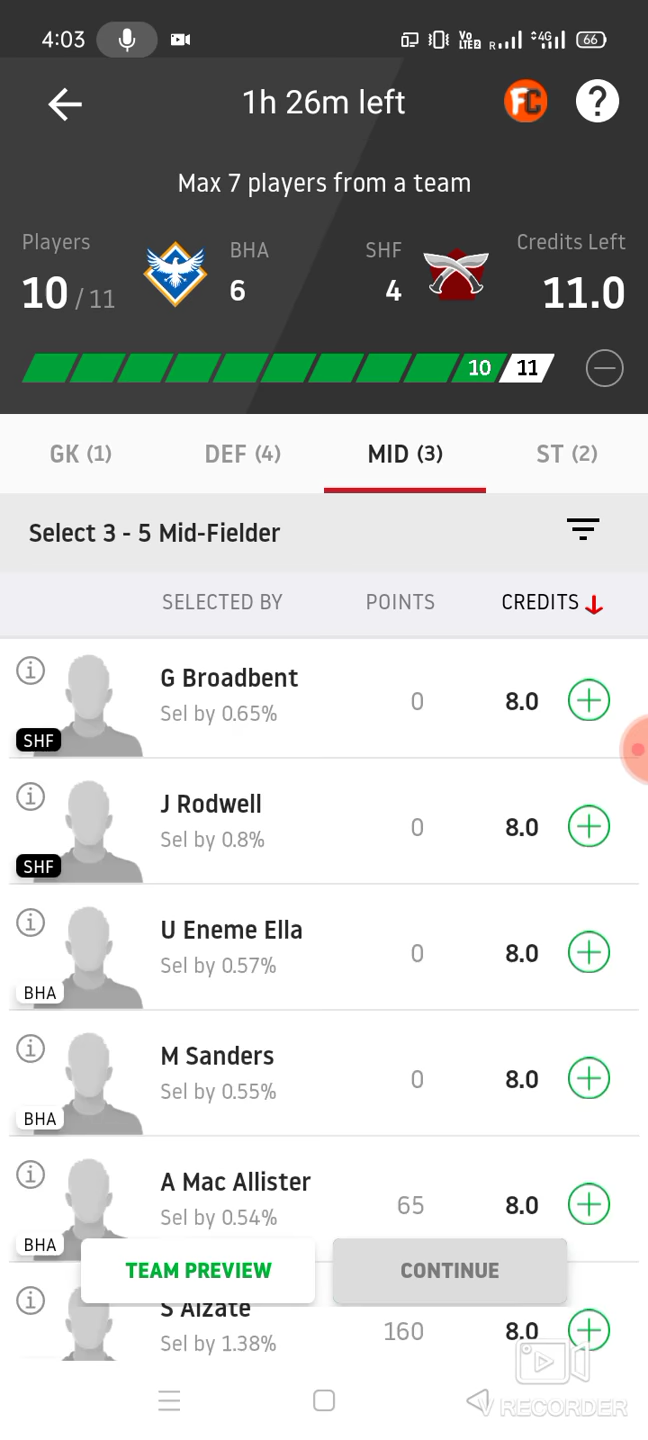 4:03
Vo
LTE2
R
4G
66
1h 26m left
FC
?
Max 7 players from a team
Players
BHA
SHF
Credits Left
10 / 11
6
4
11.0
10
11
GK (1)
DEF (4)
MID (3)
ST (2)
Select 3 - 5 Mid-Fielder
SELECTED BY
POINTS
CREDITS
G Broadbent
Sel by 0.65%
0
8.0
SHF
J Rodwell
Sel by 0.8%
0
8.0
SHF
U Eneme Ella
Sel by 0.57%
0
8.0
BHA
M Sanders
Sel by 0.55%
0
8.0
BHA
A Mac Allister
Sel by 0.54%
65
8.0
BHA
TEAM PREVIEW
CONTINUE
S Alzate
Sel by 1.38%
160
8.0
V RECORDER